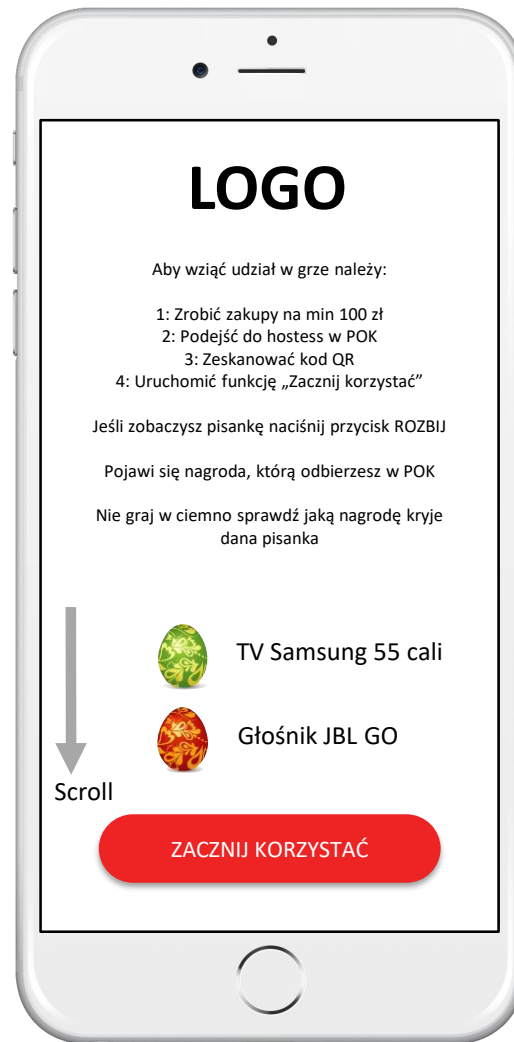 LOGO
Aby wziąć udział w grze należy:
1: Zrobić zakupy na min 100 zł
2: Podejść do hostess w POK
3: Zeskanować kod QR
4: Uruchomić funkcję „Zacznij korzystać”
Jeśli zobaczysz pisankę naciśnij przycisk ROZBIJ
Pojawi się nagroda, którą odbierzesz w POK
Nie graj w ciemno sprawdź jaką nagrodę kryje
dana pisanka
TV Samsung 55 cali
Głośnik JBL GO
Scroll
ZACZNIJ KORZYSTAĆ